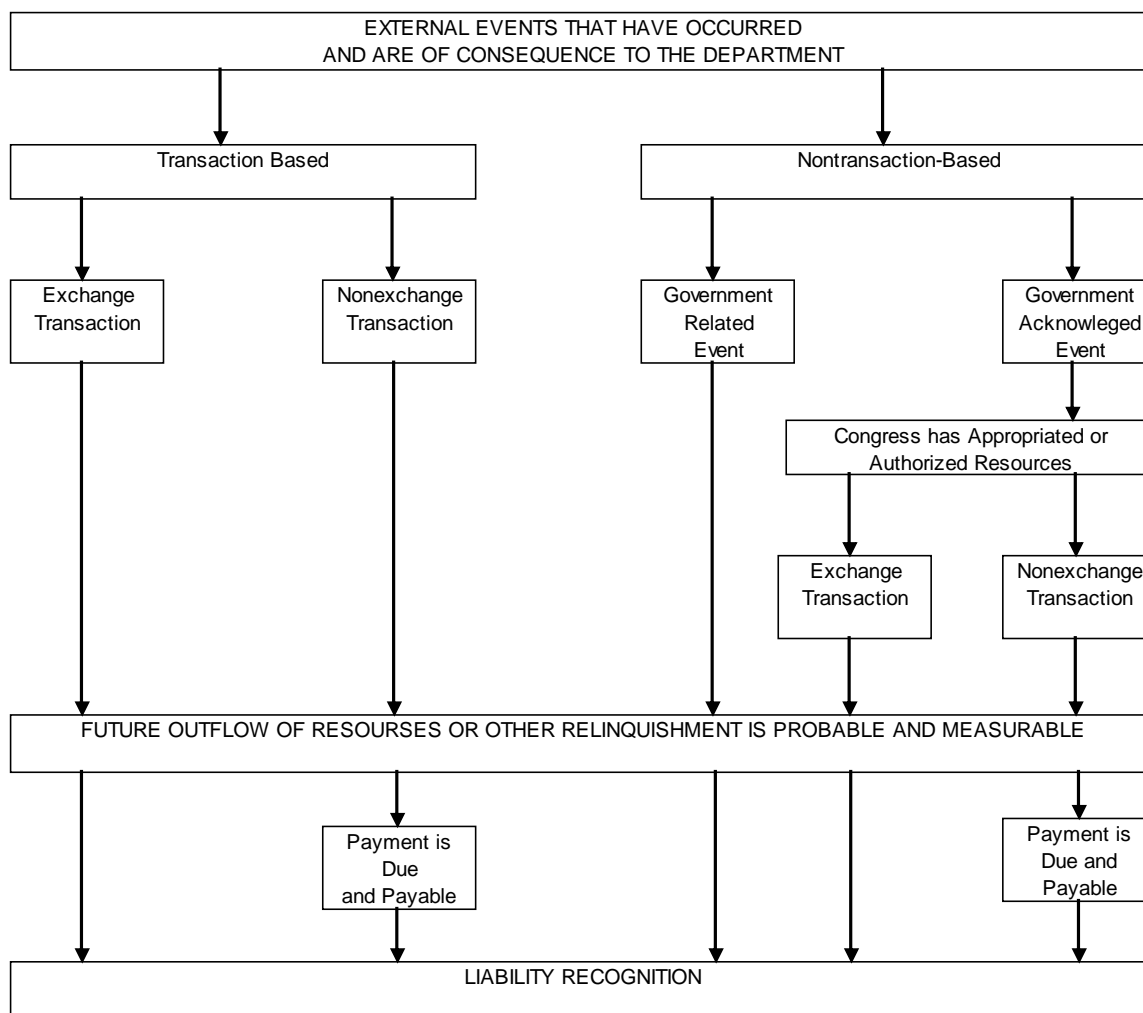 EXTERNAL EVENTS THAT HAVE OCCURRED
AND ARE OF CONSEQUENCE TO THE DEPARTMENT
Transaction Based
Nontransaction-Based
Exchange
Transaction
Nonexchange
Transaction
Government
Related
Event
Government
Acknowleged
Event
Congress has Appropriated or
Authorized Resources
Exchange
Transaction
Nonexchange
Transaction
FUTURE OUTFLOW OF RESOURSES OR OTHER RELINQUISHMENT IS PROBABLE AND MEASURABLE
Payment is
Due
and Payable
Payment is
Due and
Payable
LIABILITY RECOGNITION